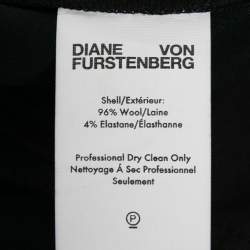 DIANE VON
FURSTENBERG
Shell/Extérieur:
96% Wool/Laine
4% Elastane/Élasthanne
Professional Dry Clean Only
Nettoyage Á Sec Professionnel
Seulement
P